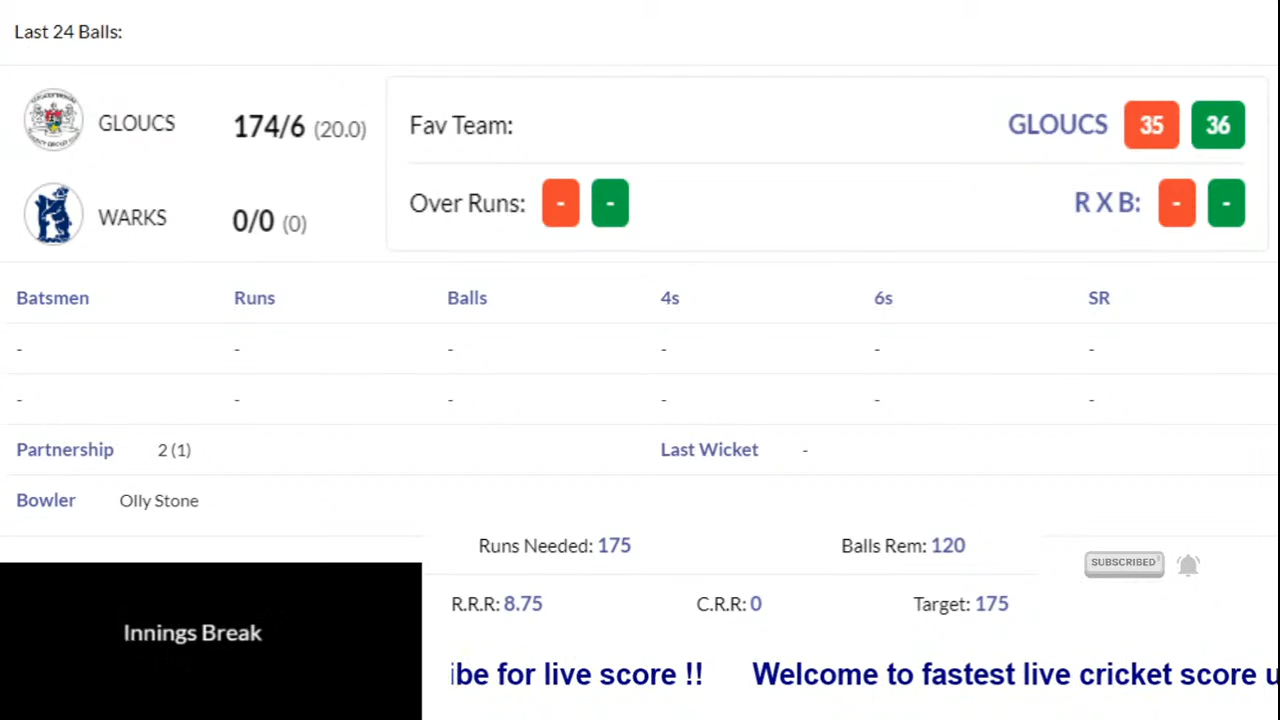 Last 24 Balls:
GLOUCS 174/6 (20.0)
Fav Team: GLOUCS 35 36
WARKS 0/0 (0)
Over Runs: - - R X B: - -
Batsmen Runs Balls 4s 6s SR
- - - - - -
- - - - - -
Partnership 2 (1) Last Wicket -
Bowler Olly Stone
Runs Needed: 175 Balls Rem: 120
SUBSCRIBED
R.R.R: 8.75 C.R.R: 0 Target: 175
Innings Break
ibe for live score !! Welcome to fastest live cricket score u